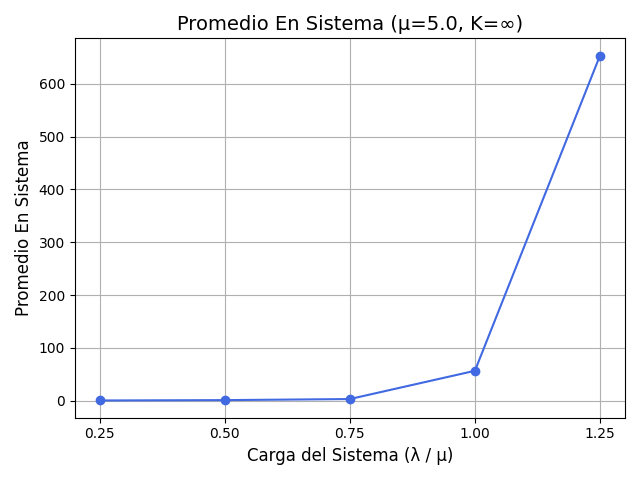 Promedio En Sistema (μ=5.0, K=∞)
Promedio En Sistema
600
500
400
300
200
100
0
0.25 0.50 0.75 1.00 1.25
Carga del Sistema (λ / μ)